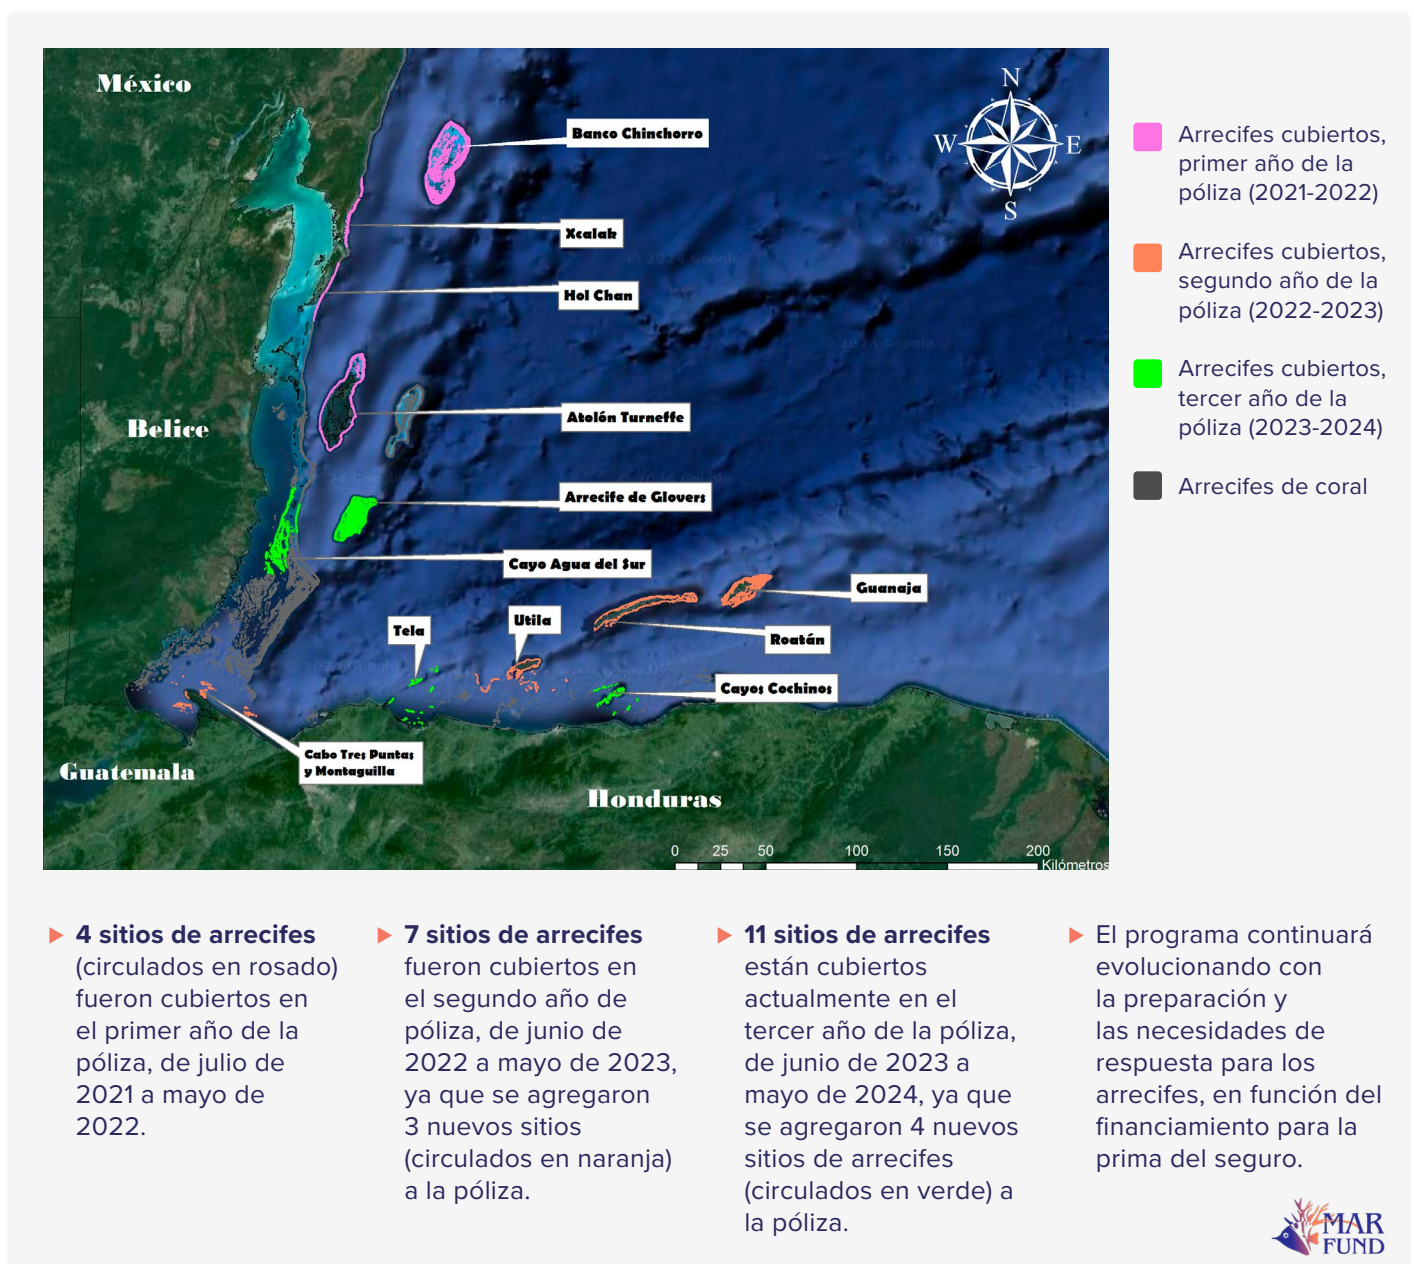 México
Banco Chinchorro
Xcalak
Hol Chan
Belice
Atolón Turneffe
Arrecife de Glovers
Cayo Agua del Sur
Guanaja
Utila
Tela
Roatán
Cayos Cochinos
Cabo Tres Puntas
y Montaguilla
Guatemala
Honduras
N
W
E
S
© 2024 Google
© 2024 Google
0 25 50 100 150 200
Kilómetros
Arrecifes cubiertos,
primer año de la
póliza (2021-2022)
Arrecifes cubiertos,
segundo año de la
póliza (2022-2023)
Arrecifes cubiertos,
tercer año de la
póliza (2023-2024)
Arrecifes de coral
4 sitios de arrecifes
(circulados en rosado)
fueron cubiertos en
el primer año de la
póliza, de julio de
2021 a mayo de
2022.
7 sitios de arrecifes
fueron cubiertos en
el segundo año de
póliza, de junio de
2022 a mayo de 2023,
ya que se agregaron
3 nuevos sitios
(circulados en naranja)
a la póliza.
11 sitios de arrecifes
están cubiertos
actualmente en el
tercer año de la póliza,
de junio de 2023 a
mayo de 2024, ya que
se agregaron 4 nuevos
sitios de arrecifes
(circulados en verde) a
la póliza.
El programa continuará
evolucionando con
la preparación y
las necesidades de
respuesta para los
arrecifes, en función del
financiamiento para la
prima del seguro.
MAR
FUND